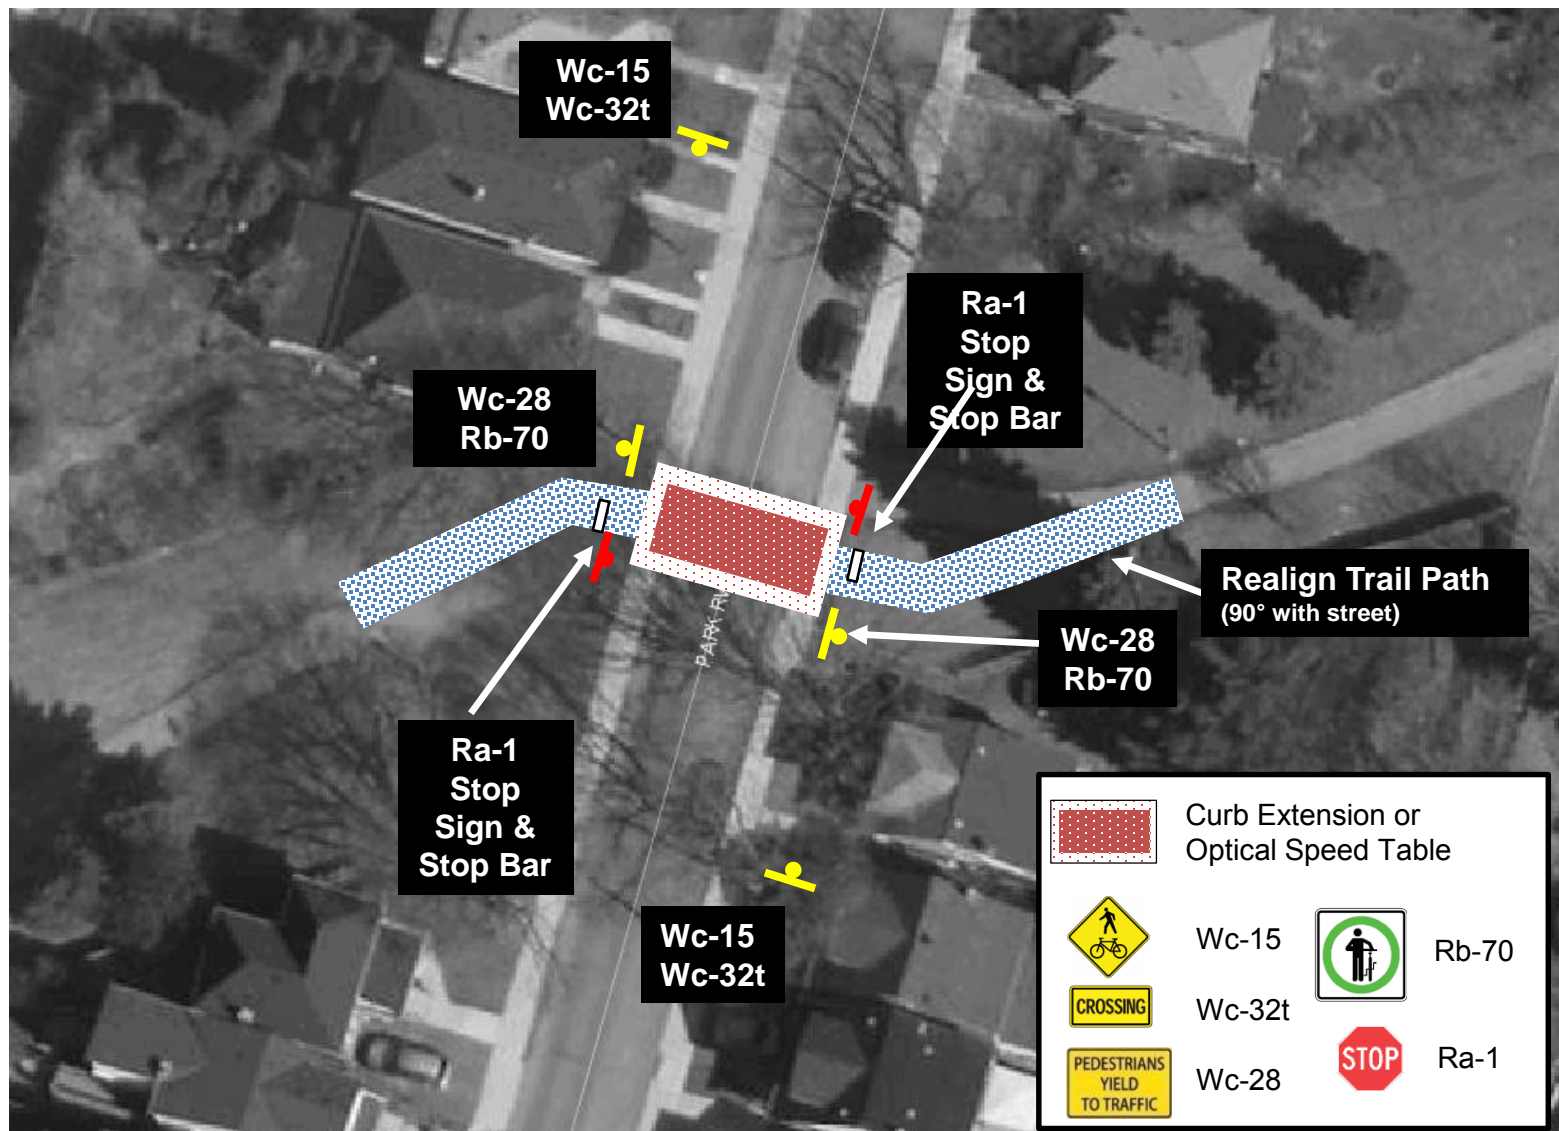 Wc-15
Wc-32t
Ra-1
Stop
Sign &
Stop Bar
Wc-28
Rb-70
Realign Trail Path
(90° with street)
Wc-28
Rb-70
PARK
Ra-1
Stop
Sign &
Stop Bar
Wc-15
Wc-32t
Curb Extension or
Optical Speed Table
Wc-15
Rb-70
CROSSING
Wc-32t
STOP
Ra-1
PEDESTRIANS
YIELD
TO TRAFFIC
Wc-28